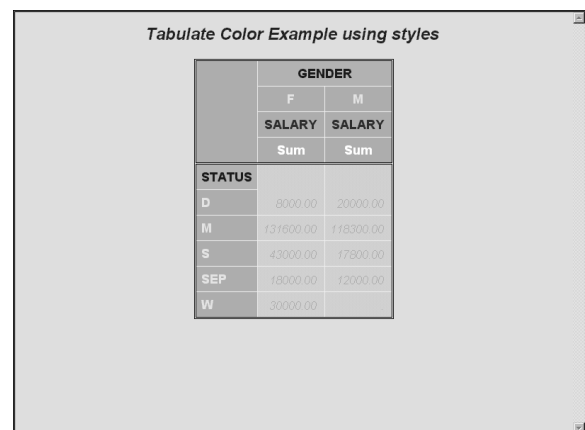 Tabulate Color Example using styles
GENDER
F M
SALARY SALARY
Sum Sum
STATUS
D 8000.00 20000.00
M 131600.00 118300.00
S 43000.00 17800.00
SEP 18000.00 12000.00
W 30000.00